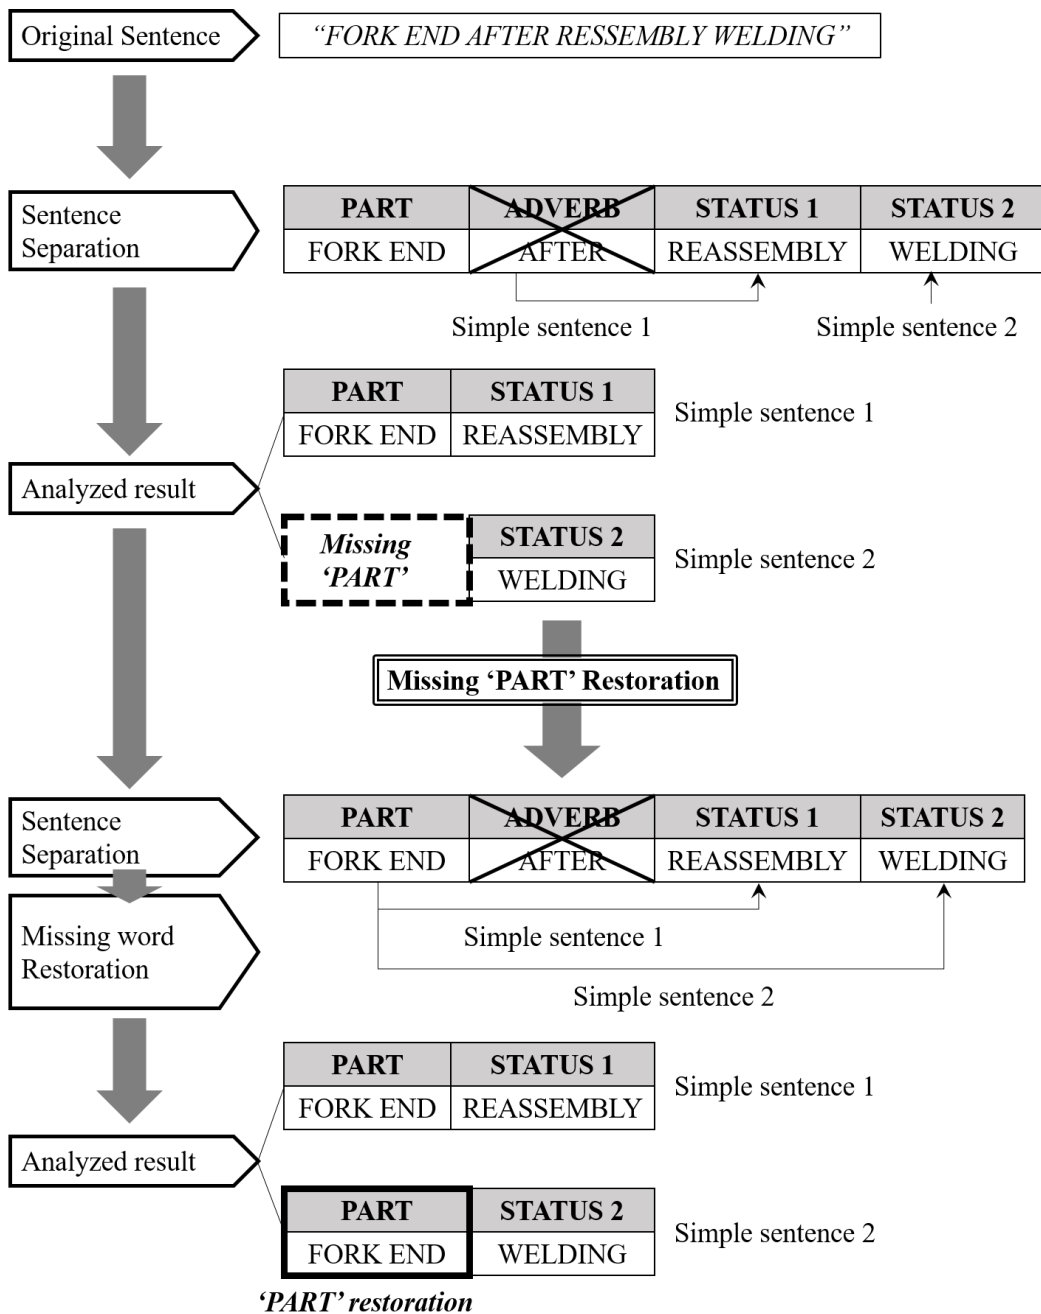 Original Sentence
“FORK END AFTER RESSEMBLY WELDING”
Sentence
Separation
PART ADVERB STATUS 1 STATUS 2
FORK END AFTER REASSEMBLY WELDING
Simple sentence 1 Simple sentence 2
PART STATUS 1
FORK END REASSEMBLY
Simple sentence 1
Analyzed result
Missing
‘PART’
STATUS 2
WELDING
Simple sentence 2
Missing ‘PART’ Restoration
Sentence
Separation
PART ADVERB STATUS 1 STATUS 2
FORK END AFTER REASSEMBLY WELDING
Missing word
Restoration
Simple sentence 1
Simple sentence 2
PART STATUS 1
FORK END REASSEMBLY
Simple sentence 1
Analyzed result
PART STATUS 2
FORK END WELDING
Simple sentence 2
‘PART’ restoration